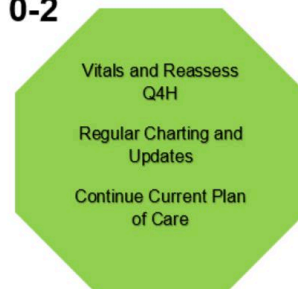 0-2
Vitals and Reassess
Q4H
Regular Charting and
Updates
Continue Current Plan
of Care